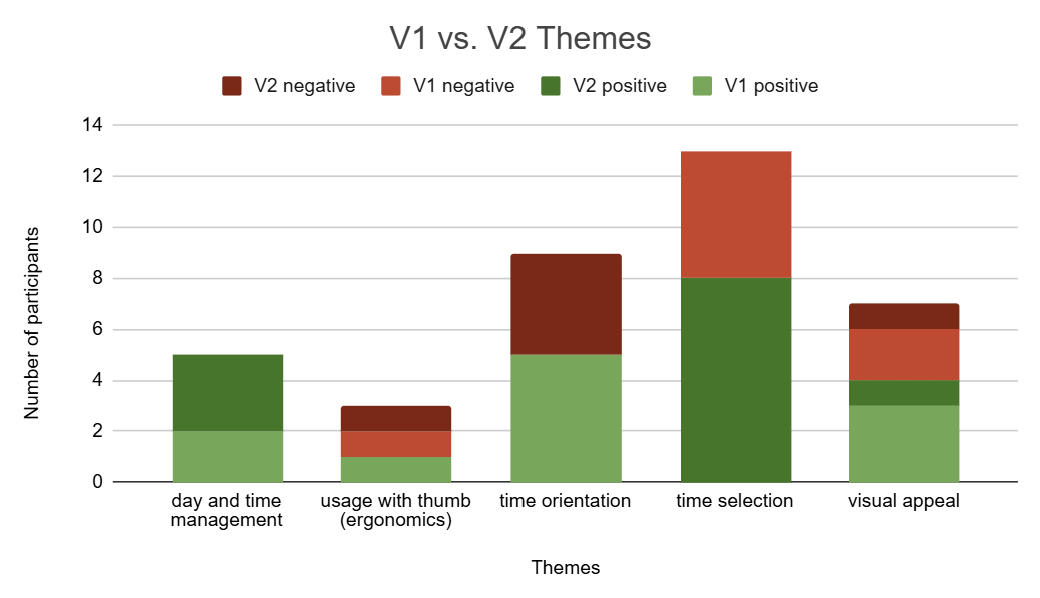 V1 vs. V2 Themes
V2 negative V1 negative V2 positive V1 positive
14
12
10
8
6
4
2
0
Number of participants
day and time
management
usage with thumb
(ergonomics)
time orientation
time selection
visual appeal
Themes